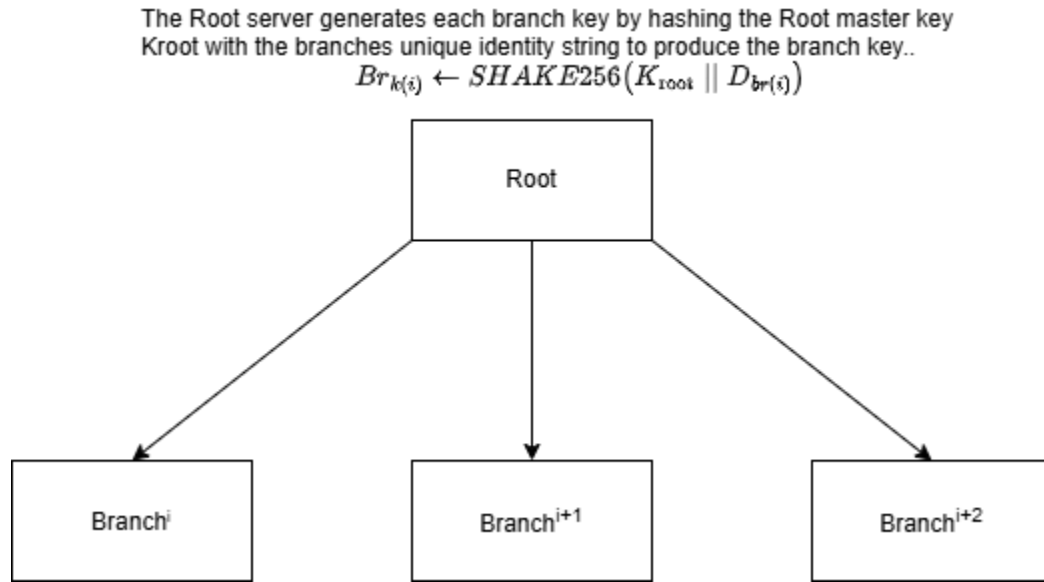 The Root server generates each branch key by hashing the Root master key
Kroot with the branches unique identity string to produce the branch key..
Br_{k(i)} ← SHAKE256(K_{root} || D_{br(i)})
Root
Branch^{i}
Branch^{i+1}
Branch^{i+2}